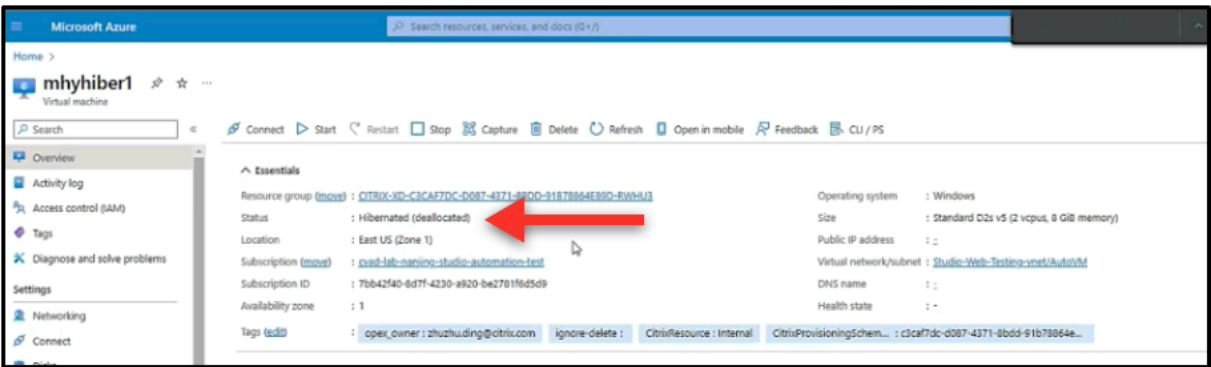 Microsoft Azure
Search resources, services, and docs (G+/)
Home >
mhyhiber1
Virtual machine
Search
Connect Start Restart Stop Capture Delete Refresh Open in mobile Feedback CLI / PS
Overview
Activity log
Access control (IAM)
Tags
Diagnose and solve problems
Settings
Networking
Connect
Disks
Essentials
Resource group (move) : CITRIX-XD-C3CAF7DC-D087-4371-8BDD-91B78864E89D-RWHU3
Status : Hibernated (deallocated)
Location : East US (Zone 1)
Subscription (move) : cvad-lab-nanjing-studio-automation-test
Subscription ID : 7bb42f40-8d7f-4230-a920-be2781f6d5d9
Availability zone : 1
Operating system : Windows
Size : Standard D2s v5 (2 vcpus, 8 GiB memory)
Public IP address : -
Virtual network/subnet : Studio-Web-Testing-vnet/AutoVM
DNS name : -
Health state : -
Tags (edit) : opex_owner : zhuzhu.ding@citrix.com ignore-delete : CitrixResource : Internal CitrixProvisioningSchem... : c3caf7dc-d087-4371-8bdd-91b78864e...